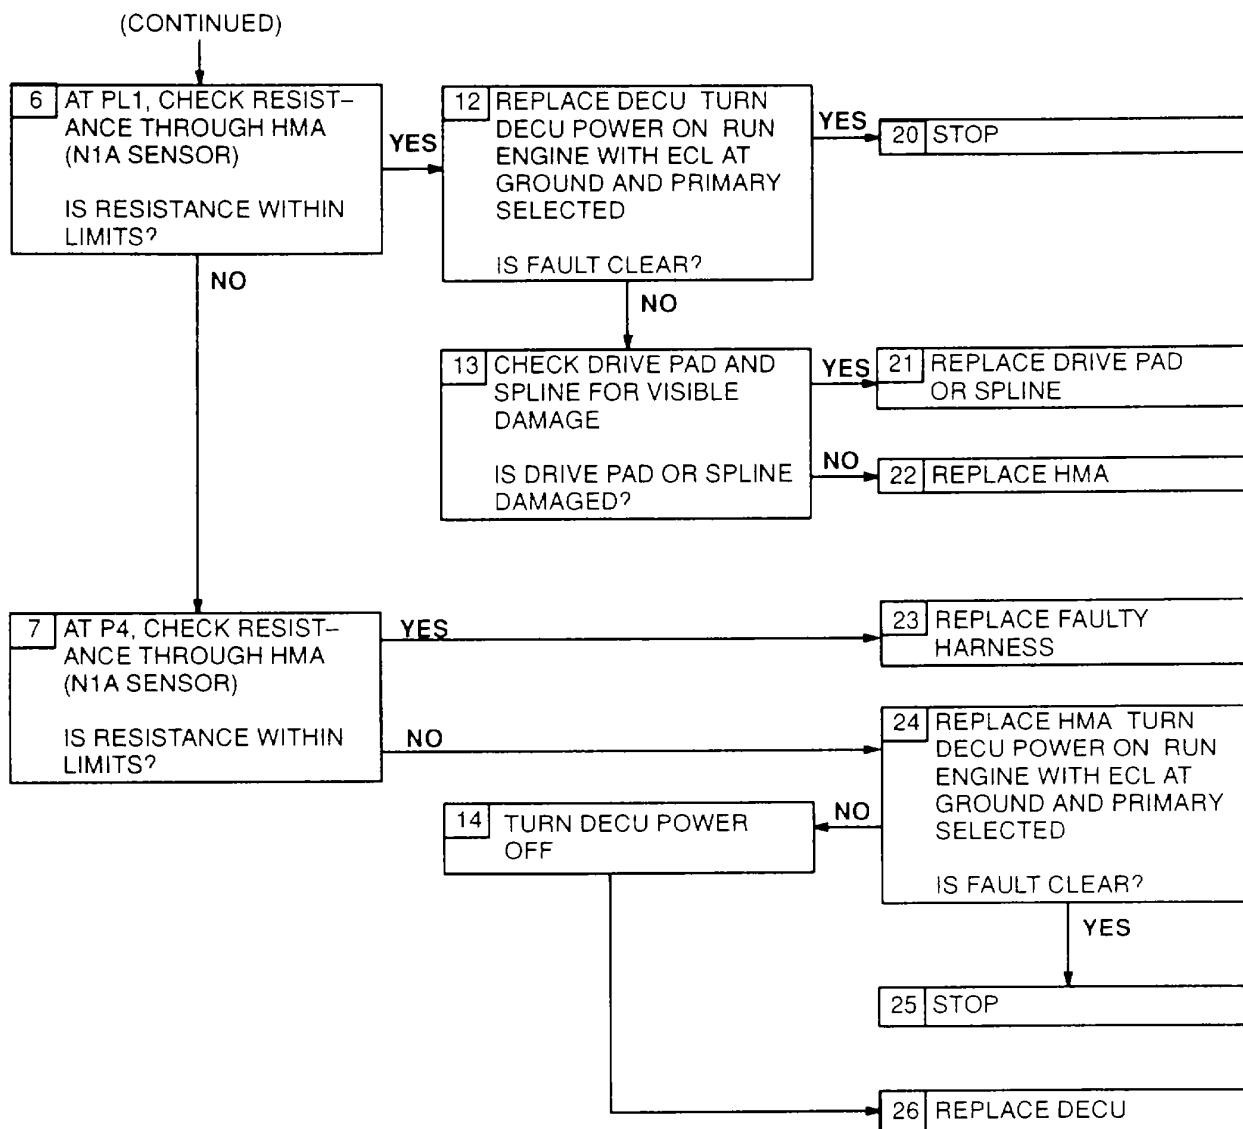 (CONTINUED)
6 AT PL1, CHECK RESIST–
ANCE THROUGH HMA
(N1A SENSOR)
IS RESISTANCE WITHIN
LIMITS?
YES
NO
12 REPLACE DECU TURN
DECU POWER ON RUN
ENGINE WITH ECL AT
GROUND AND PRIMARY
SELECTED
IS FAULT CLEAR?
YES
20 STOP
NO
13 CHECK DRIVE PAD AND
SPLINE FOR VISIBLE
DAMAGE
IS DRIVE PAD OR SPLINE
DAMAGED?
YES
21 REPLACE DRIVE PAD
OR SPLINE
NO
22 REPLACE HMA
7 AT P4, CHECK RESIST–
ANCE THROUGH HMA
(N1A SENSOR)
IS RESISTANCE WITHIN
LIMITS?
YES
23 REPLACE FAULTY
HARNESS
NO
24 REPLACE HMA TURN
DECU POWER ON RUN
ENGINE WITH ECL AT
GROUND AND PRIMARY
SELECTED
IS FAULT CLEAR?
NO
14 TURN DECU POWER
OFF
YES
25 STOP
26 REPLACE DECU